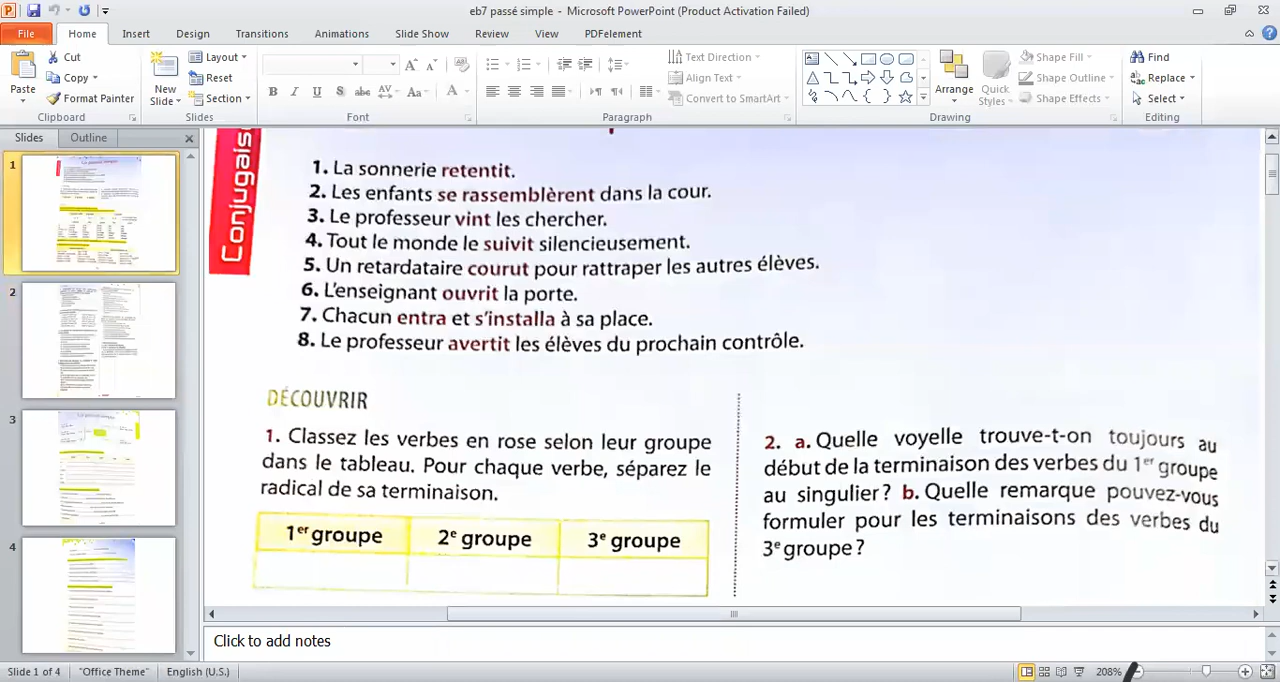 eb7 passé simple - Microsoft PowerPoint (Product Activation Failed)
File Home Insert Design Transitions Animations Slide Show Review View PDFelement
Paste
Cut
Copy
Format Painter
Clipboard
New Slide
Layout
Reset
Section
Slides
Font
Text Direction
Align Text
Convert to SmartArt
Paragraph
Arrange
Quick Styles
Shape Fill
Shape Outline
Shape Effects
Drawing
Find
Replace
Select
Editing
Slides Outline
1
2
3
4
Conjugais
1. La sonnerie retentit.
2. Les enfants se rassemblèrent dans la cour.
3. Le professeur vint les chercher.
4. Tout le monde le suivit silencieusement.
5. Un retardataire courut pour rattraper les autres élèves.
6. L'enseignant ouvrit la porte.
7. Chacun entra et s'installa à sa place.
8. Le professeur avertit les élèves du prochain contrôle
DÉCOUVRIR
1. Classez les verbes en rose selon leur groupe
dans le tableau. Pour chaque verbe, séparez le
radical de sa terminaison.
1er groupe 2e groupe 3e groupe
2. a. Quelle voyelle trouve-t-on toujours au
début de la terminaison des verbes du 1er groupe
au singulier ? b. Quelle remarque pouvez-vous
formuler pour les terminaisons des verbes du
3e groupe ?
Click to add notes
Slide 1 of 4 "Office Theme" English (U.S.) 208%